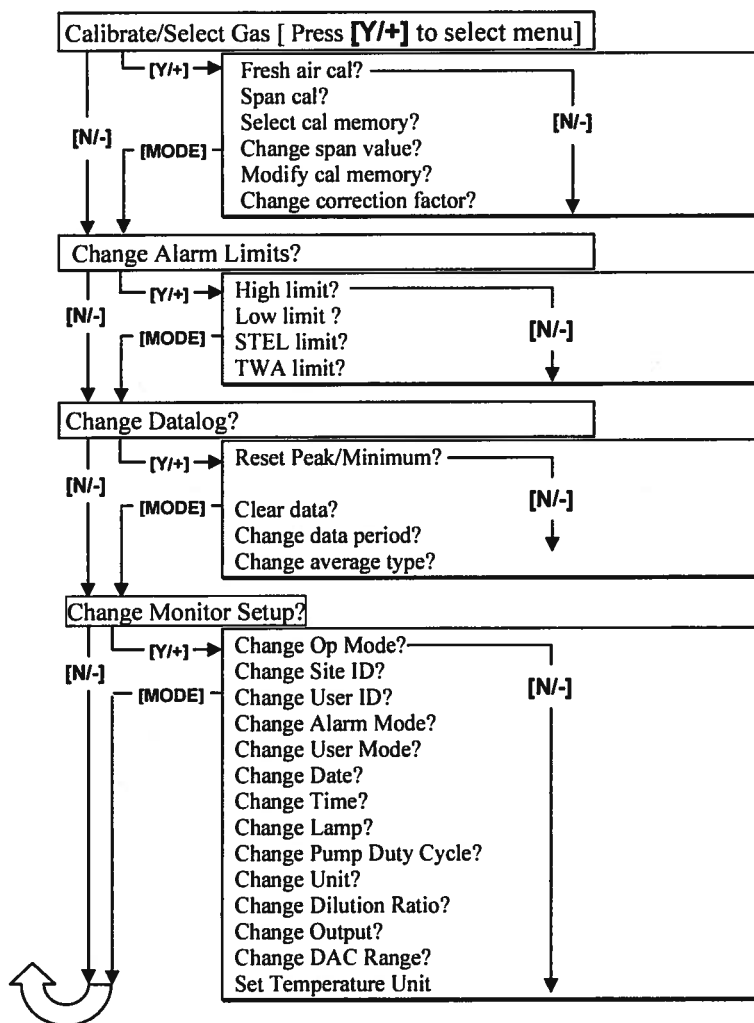 Calibrate/Select Gas [ Press [Y/+] to select menu]
[Y/+]
Fresh air cal?
Span cal?
[N/-]
Select cal memory?
[N/-]
[MODE]
Change span value?
Modify cal memory?
Change correction factor?
Change Alarm Limits?
[Y/+]
High limit?
[N/-]
Low limit ?
[N/-]
[MODE]
STEL limit?
TWA limit?
Change Datalog?
[Y/+]
Reset Peak/Minimum?
[N/-]
[N/-]
[MODE]
Clear data?
Change data period?
Change average type?
Change Monitor Setup?
[Y/+]
Change Op Mode?
[N/-]
Change Site ID?
[MODE]
Change User ID?
[N/-]
Change Alarm Mode?
Change User Mode?
Change Date?
Change Time?
Change Lamp?
Change Pump Duty Cycle?
Change Unit?
Change Dilution Ratio?
Change Output?
Change DAC Range?
Set Temperature Unit